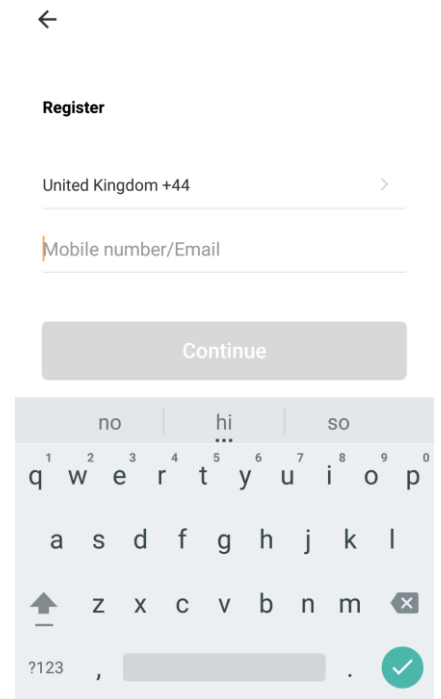 Register
United Kingdom +44
Mobile number/Email
Continue
no hi so
1 2 3 4 5 6 7 8 9 0
q w e r t y u i o p
a s d f g h j k l
z x c v b n m
?123 , .